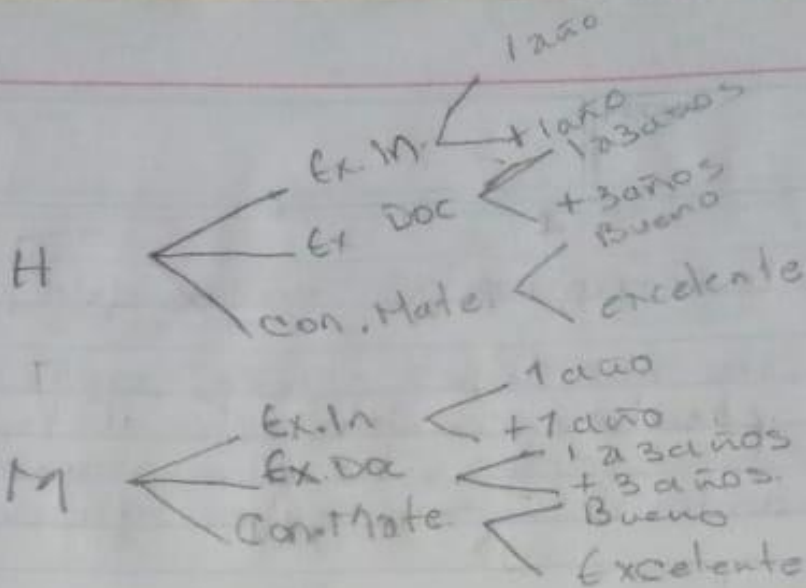 1 año
Ex. In. + 1 año
1 a 3 años
Ex Doc + 3 años
H Bueno
Con. Mate. excelente
1 año
Ex. In + 1 año
1 a 3 años
M Ex. Doc + 3 años.
Con. Mate Bueno
Excelente